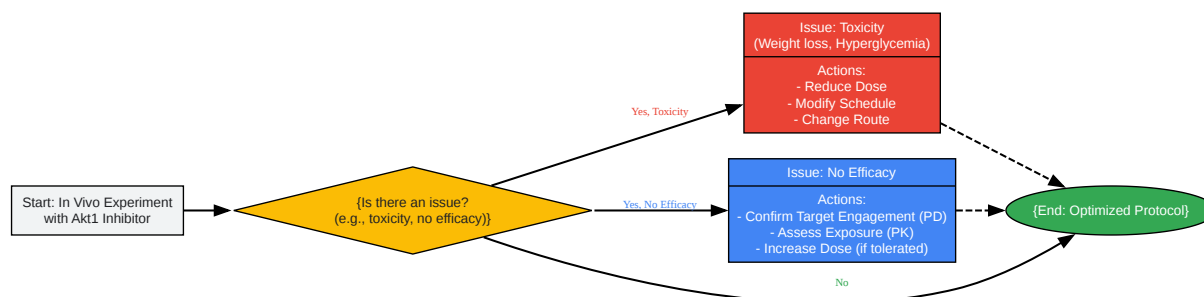 Start: In Vivo Experiment
with Akt1 Inhibitor
{Is there an issue?
(e.g., toxicity, no efficacy)}
Yes, Toxicity
Issue: Toxicity
(Weight loss, Hyperglycemia)
Actions:
- Reduce Dose
- Modify Schedule
- Change Route
Yes, No Efficacy
Issue: No Efficacy
Actions:
- Confirm Target Engagement (PD)
- Assess Exposure (PK)
- Increase Dose (if tolerated)
No
{End: Optimized Protocol}